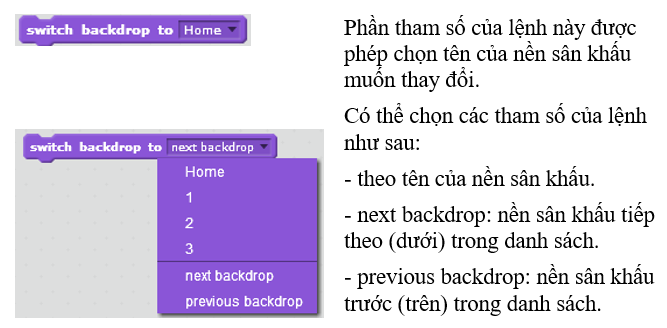 switch backdrop to Home
Phần tham số của lệnh này được
phép chọn tên của nền sân khấu
muốn thay đổi.
Có thể chọn các tham số của lệnh
như sau:
- theo tên của nền sân khấu.
- next backdrop: nền sân khấu tiếp
theo (dưới) trong danh sách.
- previous backdrop: nền sân khấu
trước (trên) trong danh sách.
switch backdrop to next backdrop
Home
1
2
3
next backdrop
previous backdrop